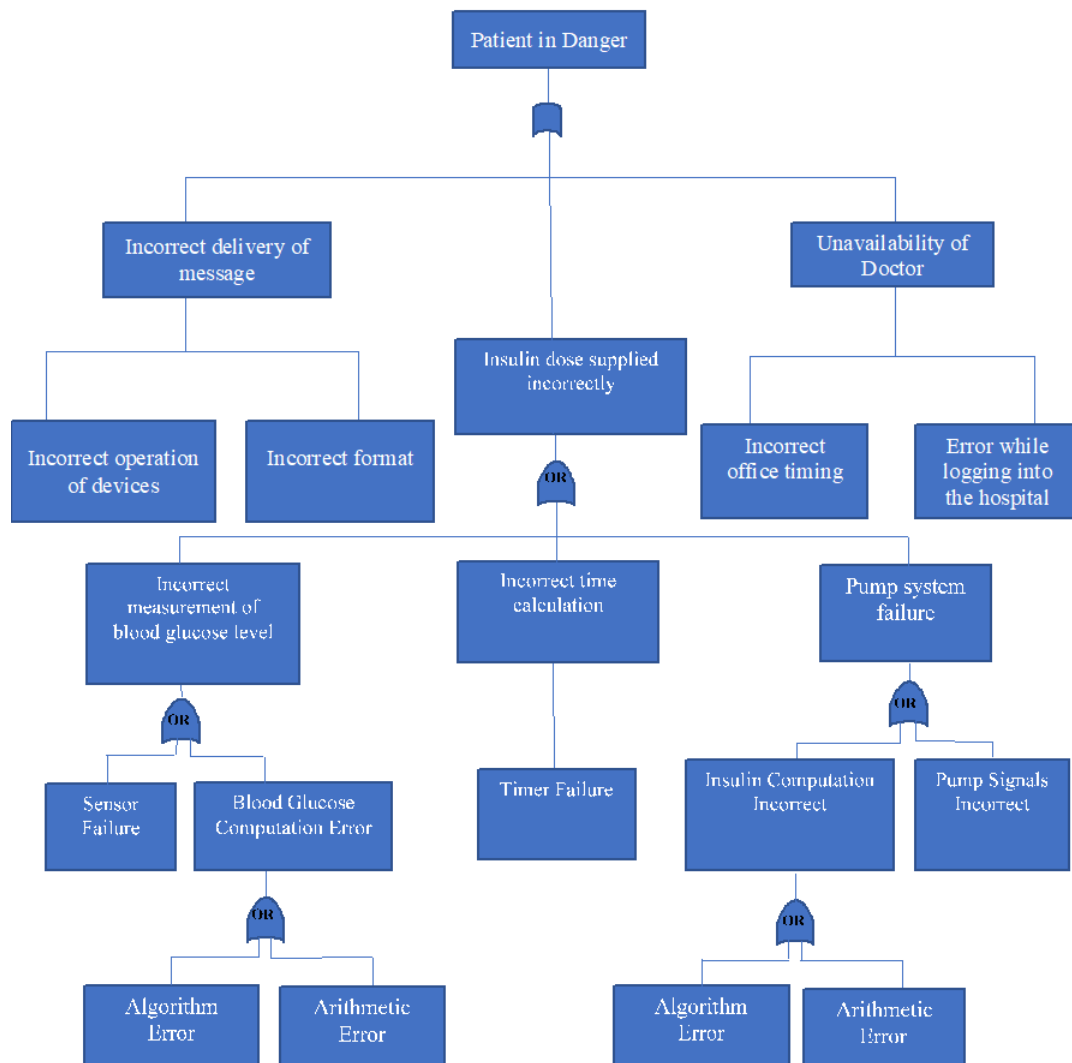 Patient in Danger
Incorrect delivery of
message
Unavailability of
Doctor
Insulin dose supplied
incorrectly
Incorrect operation
of devices
Incorrect format
Incorrect
office timing
Error while
logging into
the hospital
OR
Incorrect
measurement of
blood glucose level
Incorrect time
calculation
Pump system
failure
OR
OR
Sensor
Failure
Blood Glucose
Computation Error
Timer Failure
Insulin Computation
Incorrect
Pump Signals
Incorrect
OR
OR
Algorithm
Error
Arithmetic
Error
Algorithm
Error
Arithmetic
Error